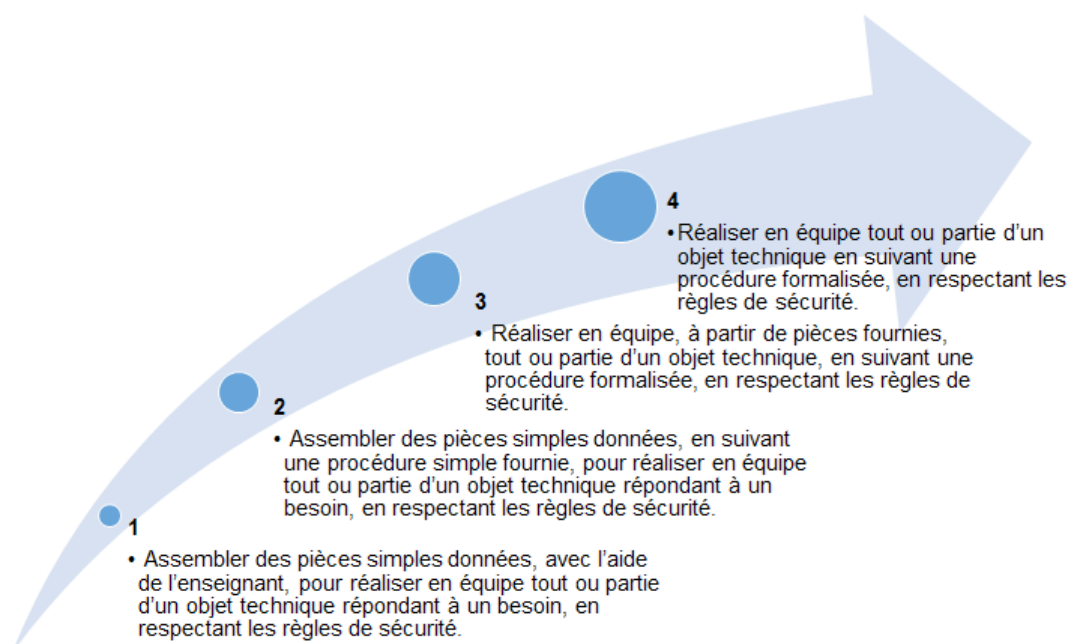 4
•Réaliser en équipe tout ou partie d'un
objet technique en suivant une
procédure formalisée, en respectant les
règles de sécurité.
3
• Réaliser en équipe, à partir de pièces fournies,
tout ou partie d'un objet technique, en suivant une
procédure formalisée, en respectant les règles de
sécurité.
2
• Assembler des pièces simples données, en suivant
une procédure simple fournie, pour réaliser en équipe
tout ou partie d'un objet technique répondant à un
besoin, en respectant les règles de sécurité.
1
• Assembler des pièces simples données, avec l'aide
de l'enseignant, pour réaliser en équipe tout ou partie
d'un objet technique répondant à un besoin, en
respectant les règles de sécurité.